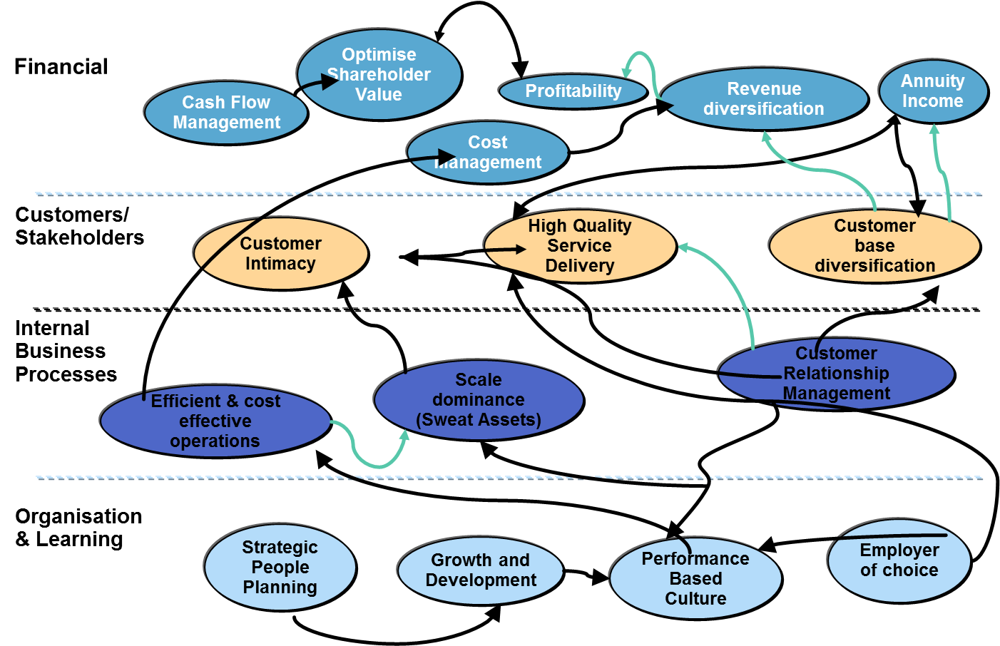 Financial
Optimise
Shareholder
Value
Cash Flow
Management
Profitability
Revenue
diversification
Annuity
Income
Cost
Management
Customers/
Stakeholders
Customer
Intimacy
High Quality
Service
Delivery
Customer
base
diversification
Internal
Business
Processes
Efficient & cost
effective
operations
Scale
dominance
(Sweat Assets)
Customer
Relationship
Management
Organisation
& Learning
Strategic
People
Planning
Growth and
Development
Performance
Based
Culture
Employer
of choice